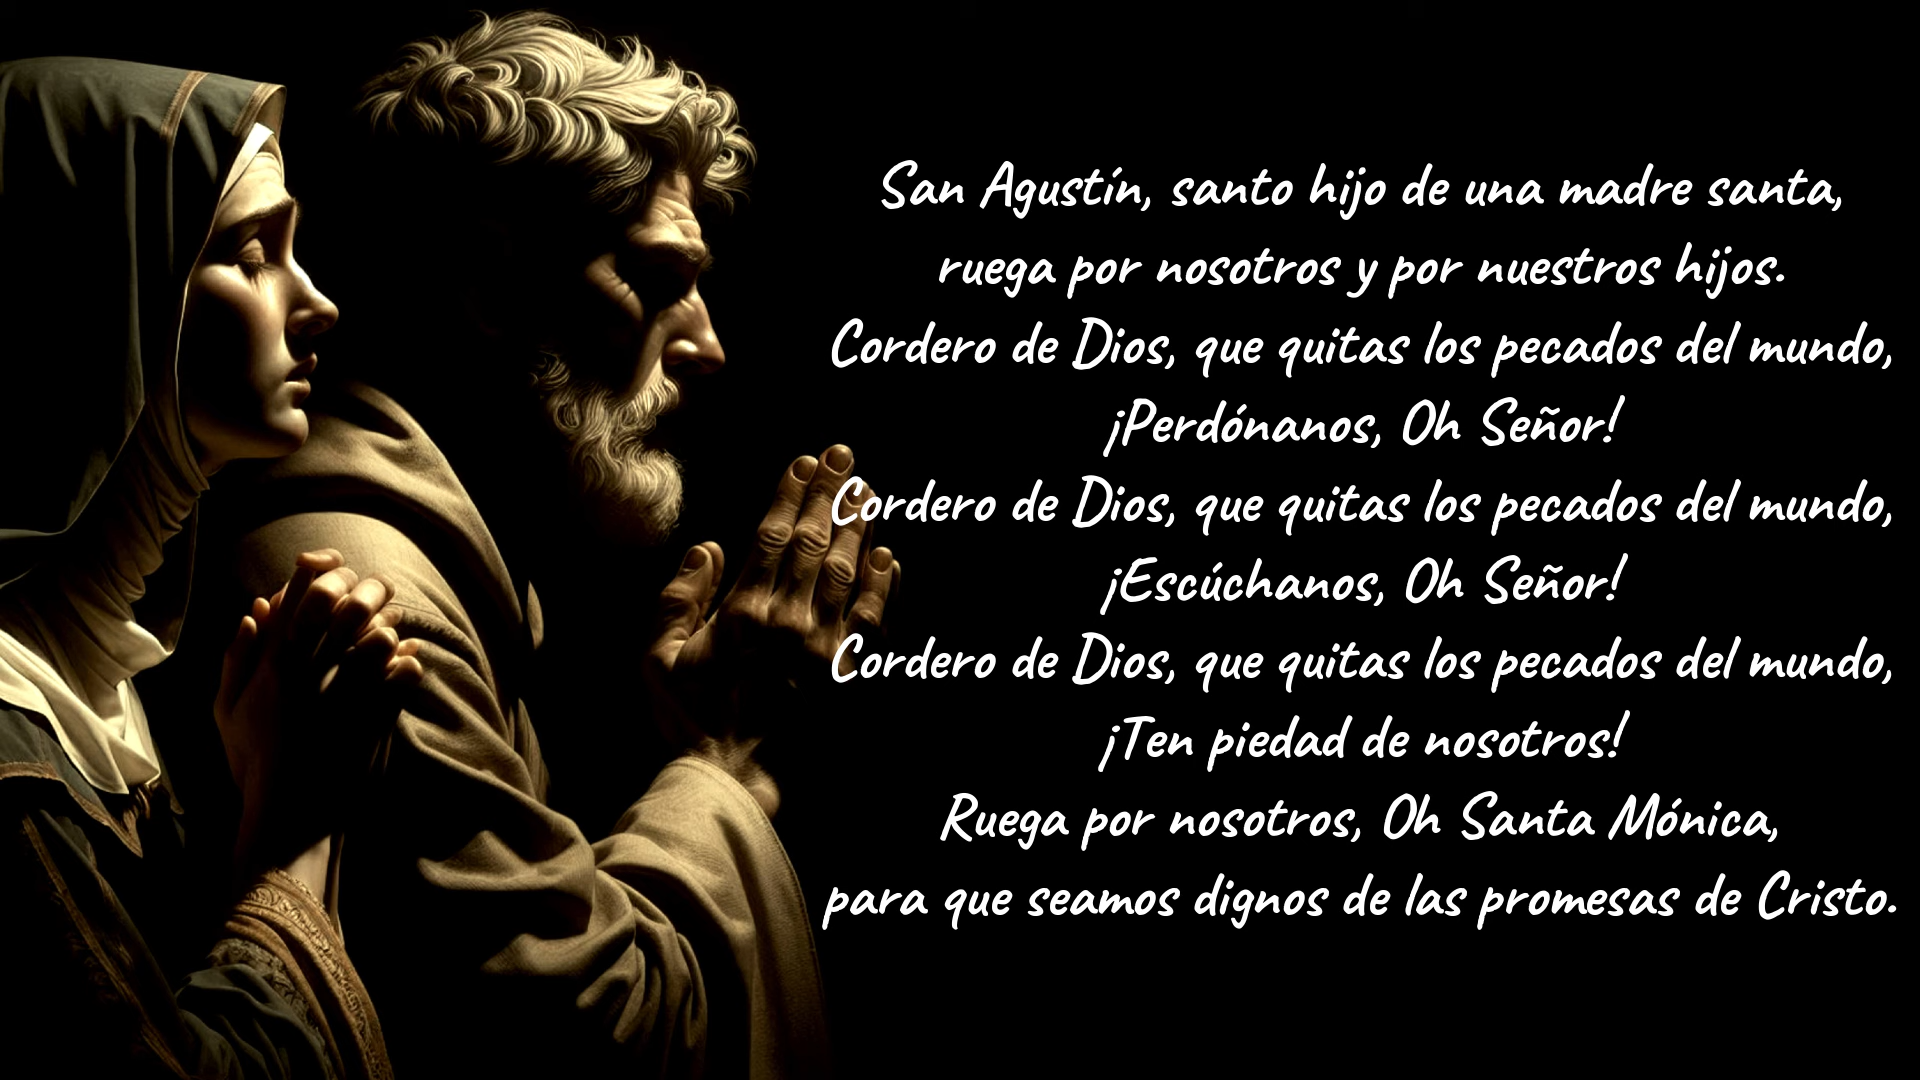 San Agustín, santo hijo de una madre santa,
ruega por nosotros y por nuestros hijos.
Cordero de Dios, que quitas los pecados del mundo,
¡Perdónanos, Oh Señor!
Cordero de Dios, que quitas los pecados del mundo,
¡Escúchanos, Oh Señor!
Cordero de Dios, que quitas los pecados del mundo,
¡Ten piedad de nosotros!
Ruega por nosotros, Oh Santa Mónica,
para que seamos dignos de las promesas de Cristo.